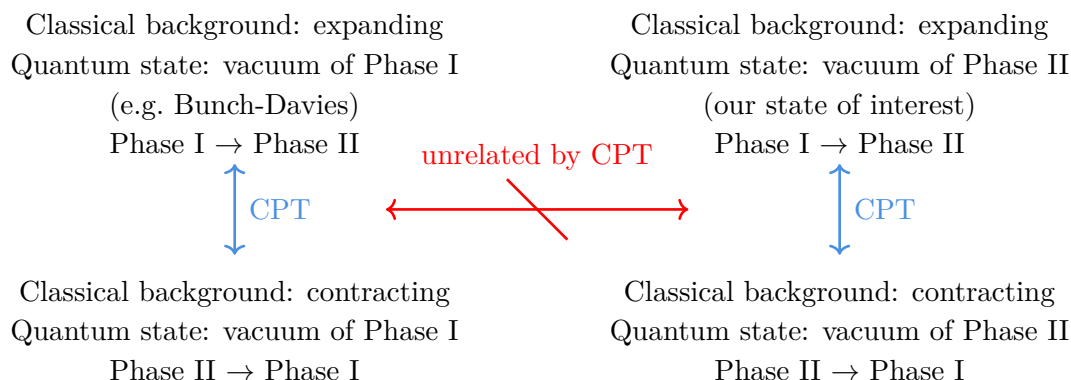 Classical background: expanding
Quantum state: vacuum of Phase I
(e.g. Bunch-Davies)
Phase I → Phase II
Classical background: expanding
Quantum state: vacuum of Phase II
(our state of interest)
Phase I → Phase II
unrelated by CPT
CPT
CPT
Classical background: contracting
Quantum state: vacuum of Phase I
Phase II → Phase I
Classical background: contracting
Quantum state: vacuum of Phase II
Phase II → Phase I